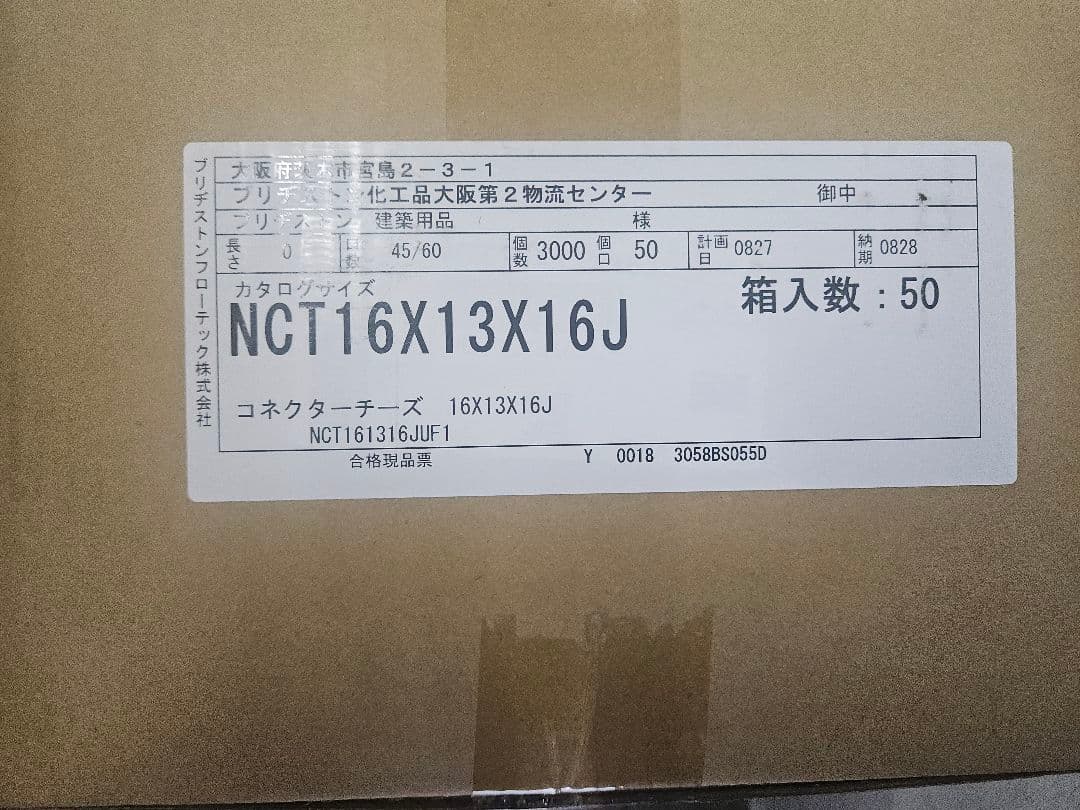 ブリヂストンフローテック株式会社
大阪府茨木市宮島2-3-1
ブリヂストン化工品大阪第2物流センター 御中
ブリヂストン 建築用品 様
長さ 0 口数 45/60 個数 3000 個口 50 計画日 0827 納期 0828
カタログサイズ
箱入数:50
NCT16X13X16J
コネクターチーズ 16X13X16J
NCT161316JUF1
合格現品票 Y 0018 3058BS055D